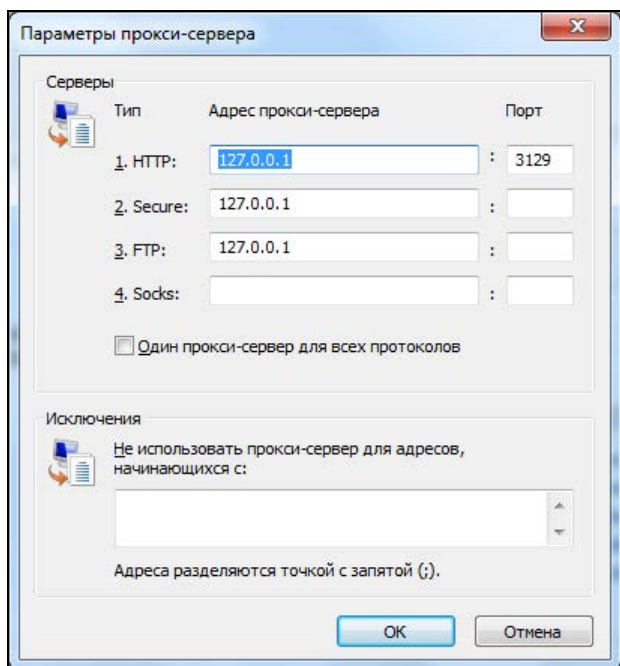 Параметры прокси-сервера
Серверы
Тип Адрес прокси-сервера Порт
1. HTTP: 127.0.0.1 : 3129
2. Secure: 127.0.0.1 :
3. FTP: 127.0.0.1 :
4. Socks: :
Один прокси-сервер для всех протоколов
Исключения
Не использовать прокси-сервер для адресов,
начинающихся с:
Адреса разделяются точкой с запятой (;).
ОК Отмена